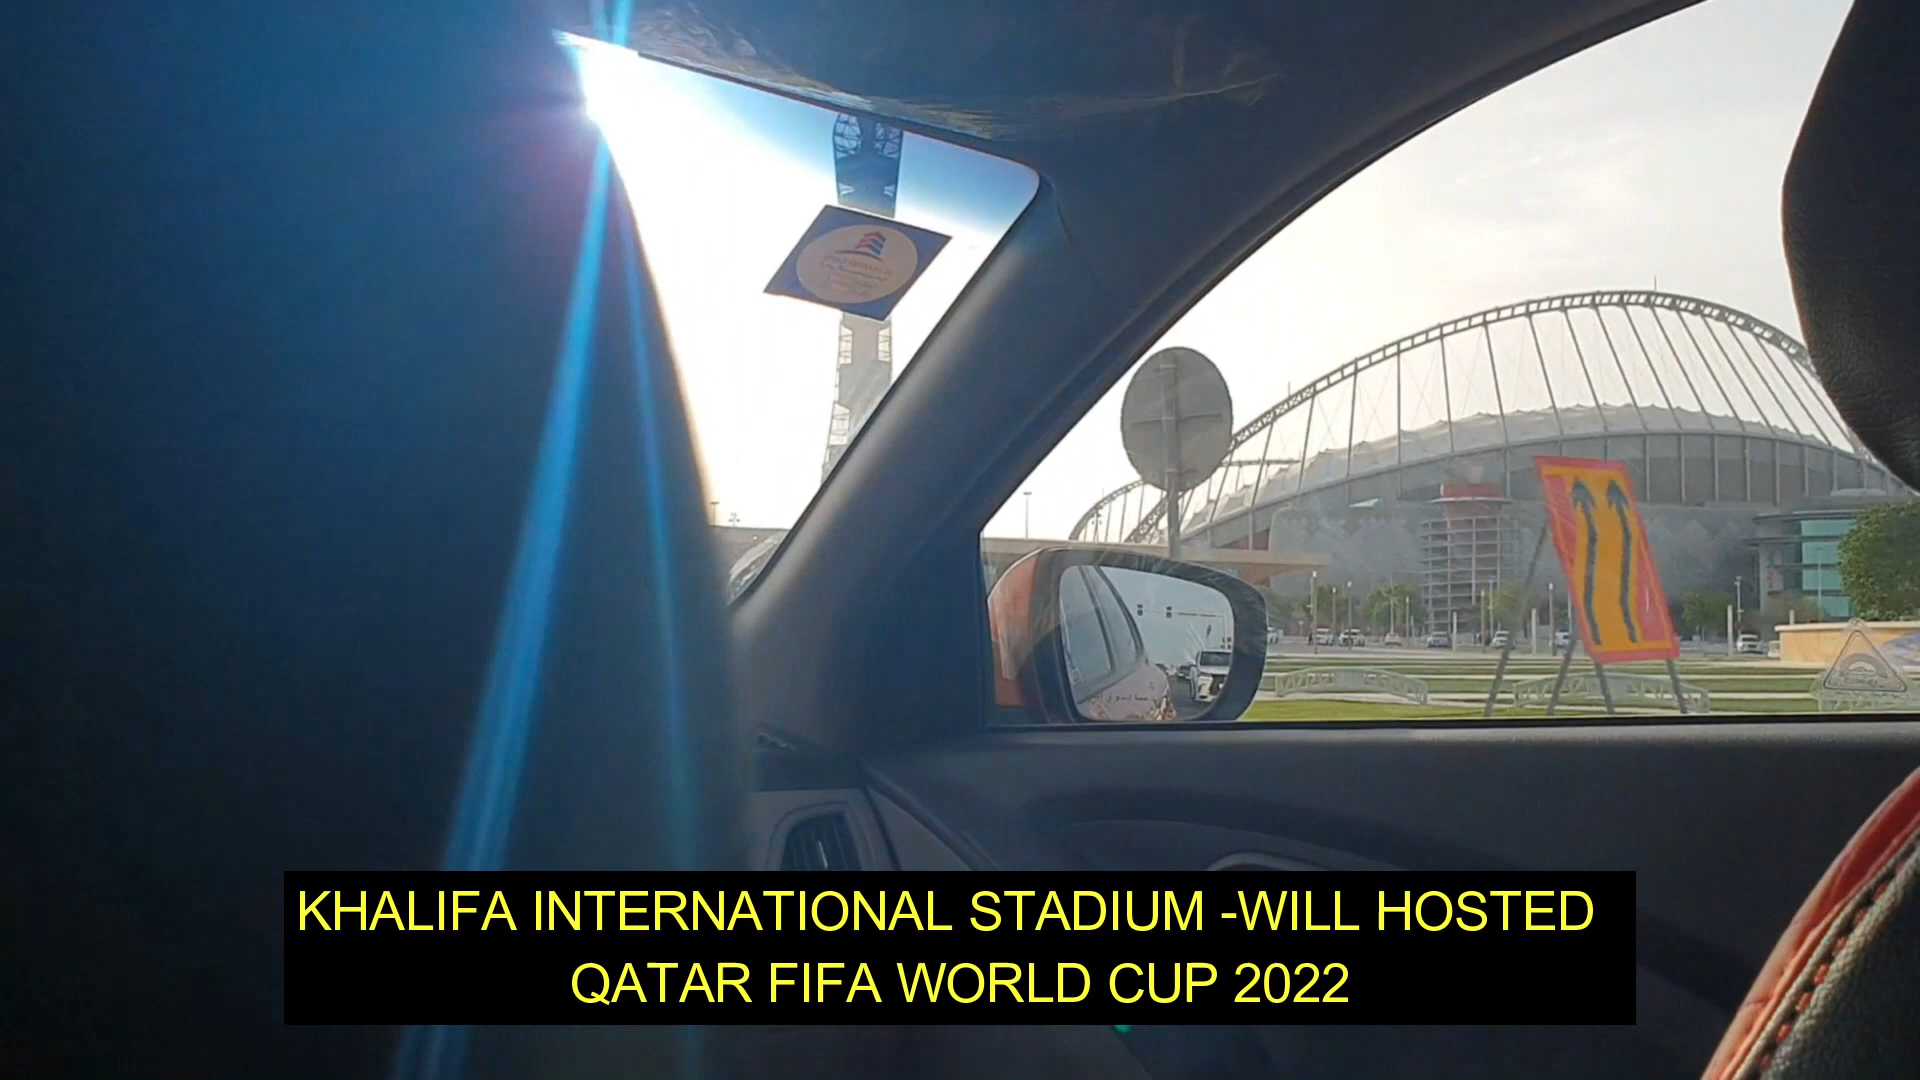 KHALIFA INTERNATIONAL STADIUM -WILL HOSTED
QATAR FIFA WORLD CUP 2022